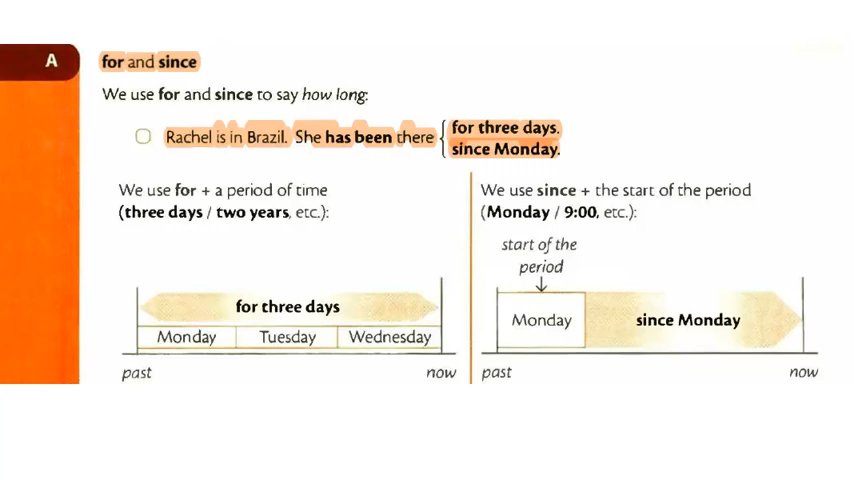 A
for and since
We use for and since to say how long:
Rachel is in Brazil. She has been there
for three days.
since Monday.
We use for + a period of time
(three days / two years, etc.):
for three days
Monday Tuesday Wednesday
past now
We use since + the start of the period
(Monday / 9:00, etc.):
start of the
period
Monday since Monday
past now